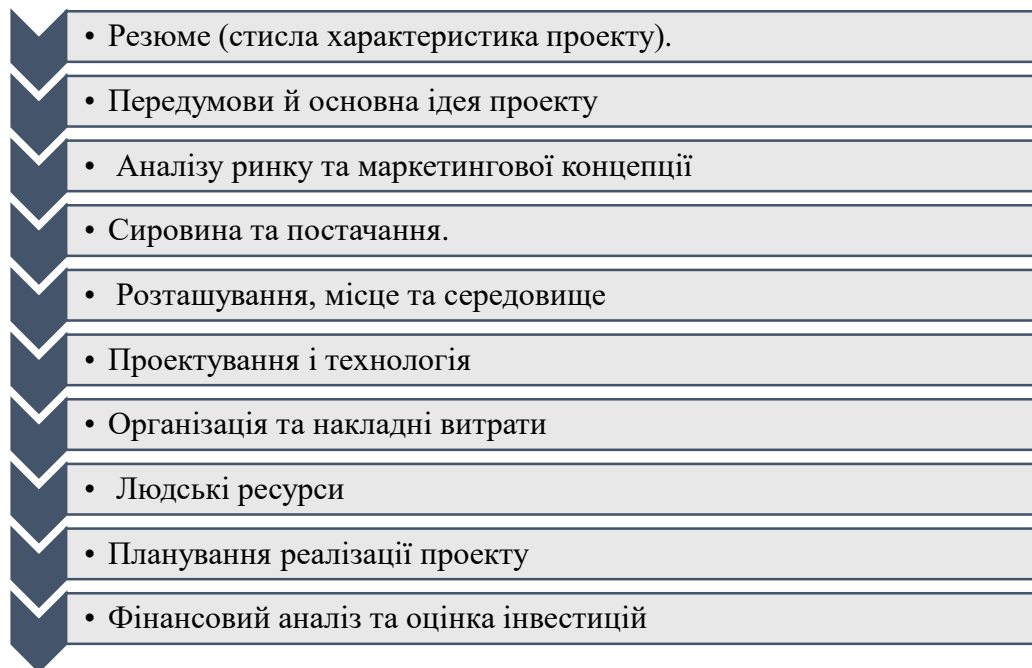 • Резюме (стисла характеристика проекту).
• Передумови й основна ідея проекту
• Аналізу ринку та маркетингової концепції
• Сировина та постачання.
• Розташування, місце та середовище
• Проектування і технологія
• Організація та накладні витрати
• Людські ресурси
• Планування реалізації проекту
• Фінансовий аналіз та оцінка інвестицій